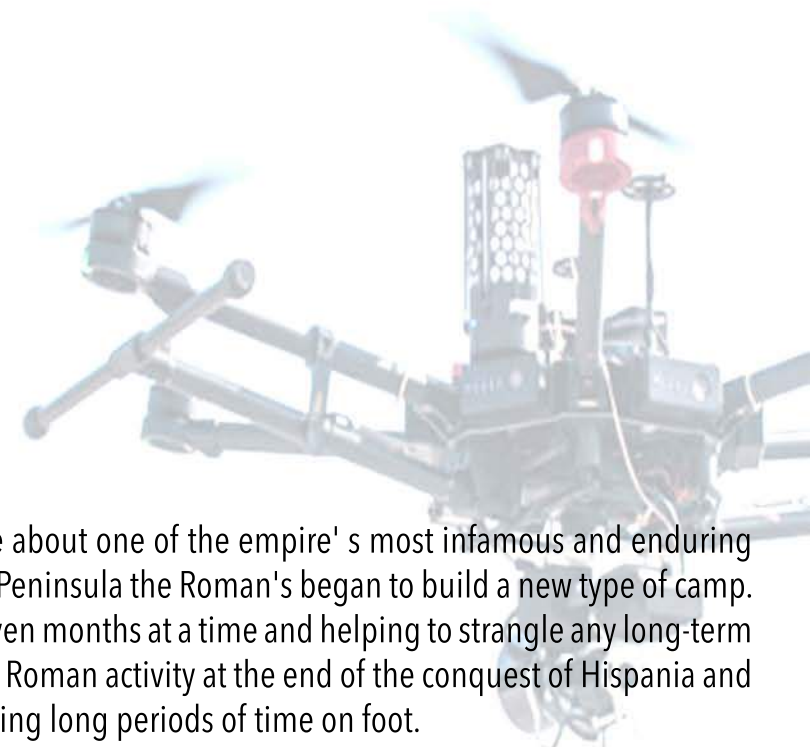 about one of the empire' s most infamous and enduring
Peninsula the Roman's began to build a new type of camp.
months at a time and helping to strangle any long-term
Roman activity at the end of the conquest of Hispania and
long periods of time on foot.